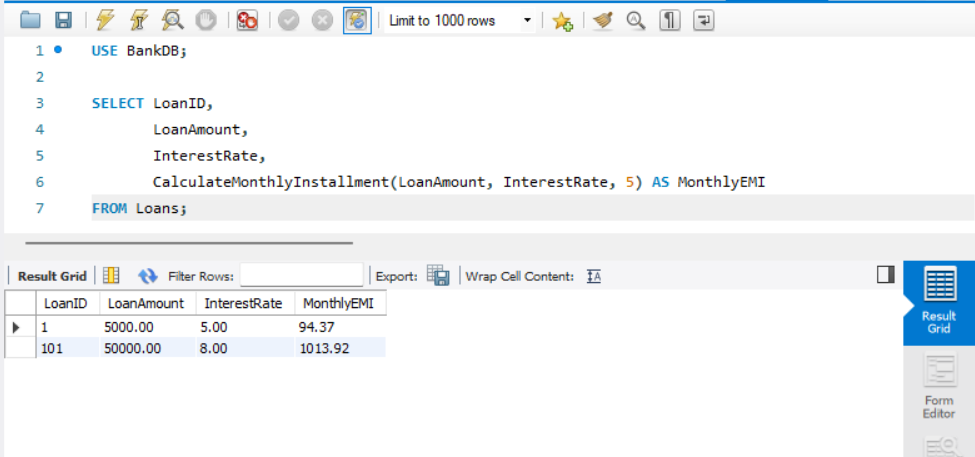 Limit to 1000 rows
1 USE BankDB;
2
3 SELECT LoanID,
4 LoanAmount,
5 InterestRate,
6 CalculateMonthlyInstallment(LoanAmount, InterestRate, 5) AS MonthlyEMI
7 FROM Loans;
Result Grid Filter Rows: Export: Wrap Cell Content: IA
LoanID LoanAmount InterestRate MonthlyEMI
1 5000.00 5.00 94.37
101 50000.00 8.00 1013.92
Result
Grid
Form
Editor